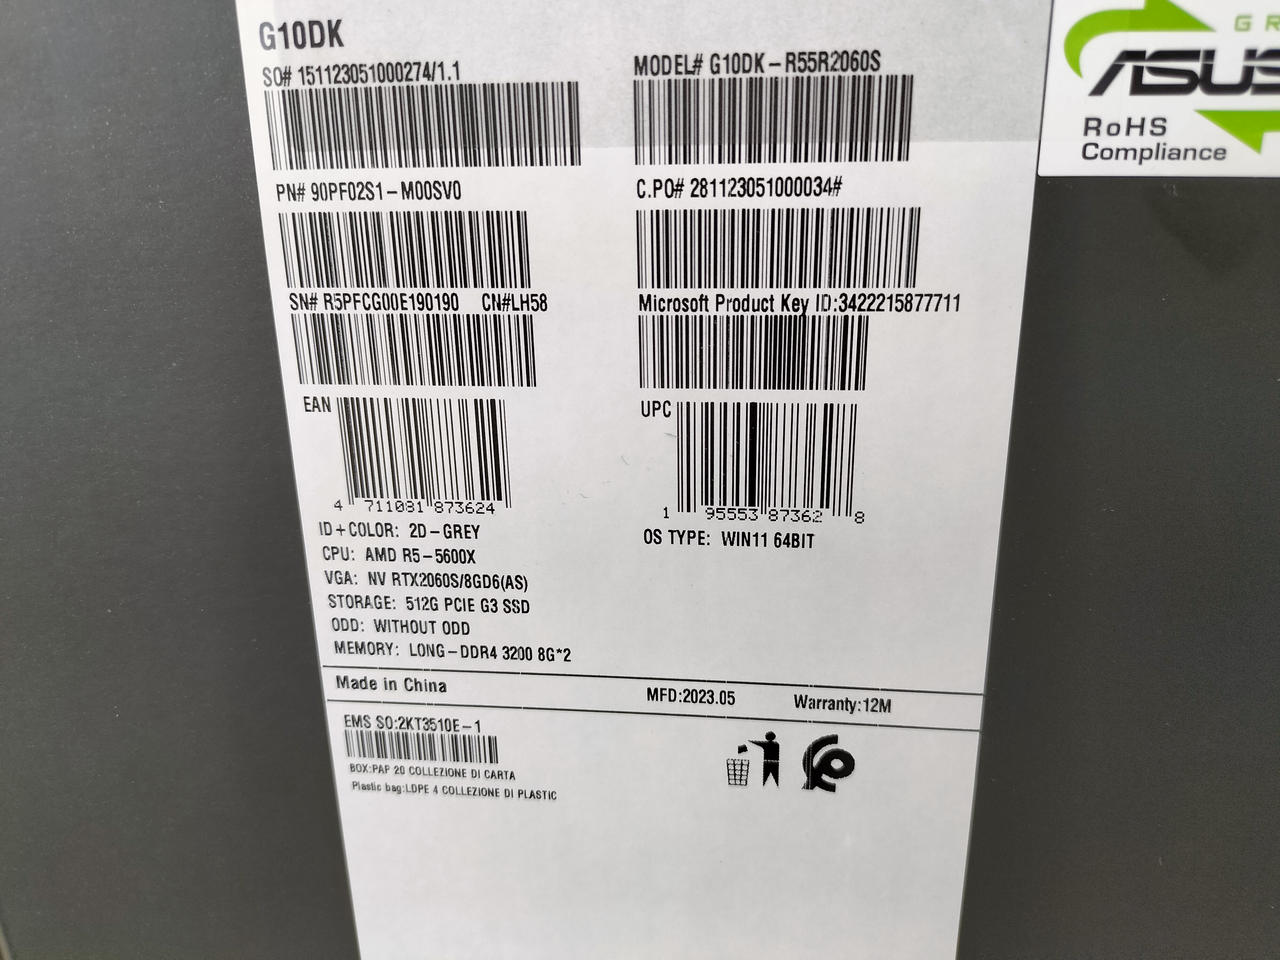 G10DK
SO# 151123051000274/1.1
MODEL# G10DK-R55R2060S
PN# 90PF02S1-M00SV0
C.PO# 281123051000034#
SN# R5PFCG00E190190 CN#LH58
Microsoft Product Key ID:3422215877711
EAN
4 711081 873624
UPC
1 95553 87362 8
ID+COLOR: 2D-GREY
CPU: AMD R5-5600X
VGA: NV RTX2060S/8GD6(AS)
STORAGE: 512G PCIE G3 SSD
ODD: WITHOUT ODD
MEMORY: LONG-DDR4 3200 8G*2
OS TYPE: WIN11 64BIT
Made in China
MFD:2023.05
Warranty:12M
EMS SO:2KT3510E-1
BOX:PAP 20 COLLEZIONE DI CARTA
Plastic bag:LDPE 4 COLLEZIONE DI PLASTIC
ASUS
RoHS
Compliance